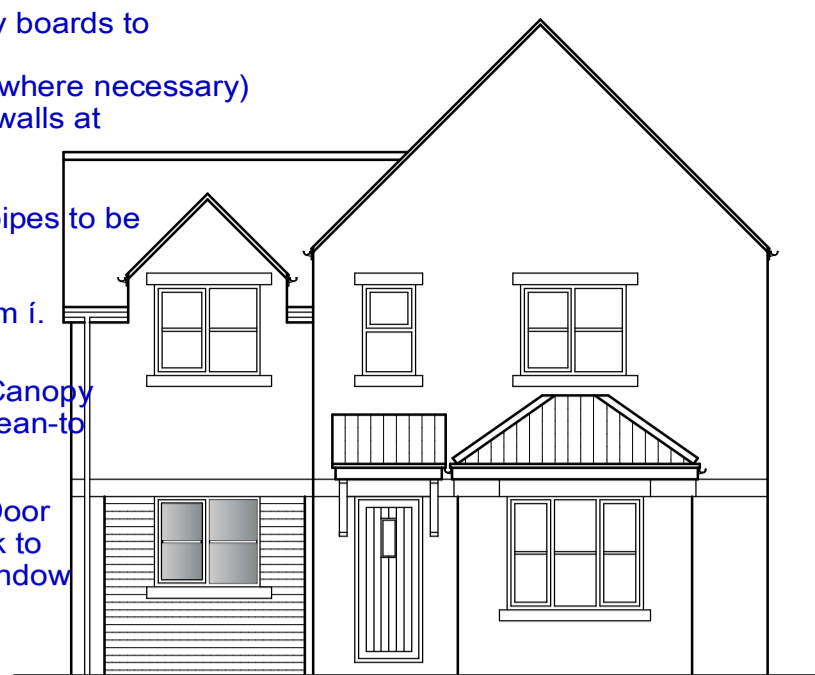 y boards to
where necessary)
walls at
pipes to be
m í.
Canopy
ean-to
Door
k to
ndow